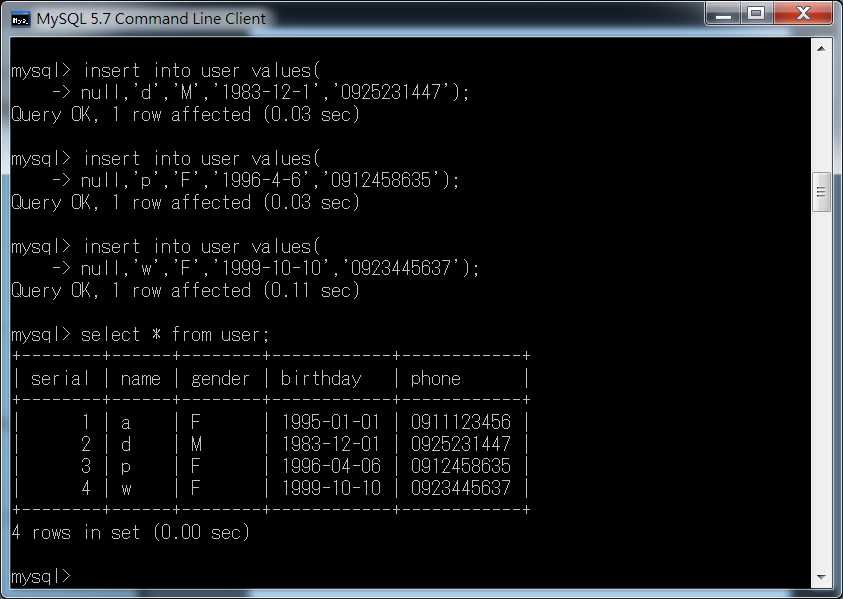 MySQL 5.7 Command Line Client
mysql> insert into user values(
    -> null,'d','M','1983-12-1','0925231447');
Query OK, 1 row affected (0.03 sec)
mysql> insert into user values(
    -> null,'p','F','1996-4-6','0912458635');
Query OK, 1 row affected (0.03 sec)
mysql> insert into user values(
    -> null,'w','F','1999-10-10','0923445637');
Query OK, 1 row affected (0.11 sec)
mysql> select * from user;
+--------+------+--------+------------+------------+
| serial | name | gender | birthday   | phone      |
+--------+------+--------+------------+------------+
|      1 | a    | F      | 1995-01-01 | 0911123456 |
|      2 | d    | M      | 1983-12-01 | 0925231447 |
|      3 | p    | F      | 1996-04-06 | 0912458635 |
|      4 | w    | F      | 1999-10-10 | 0923445637 |
+--------+------+--------+------------+------------+
4 rows in set (0.00 sec)
mysql>